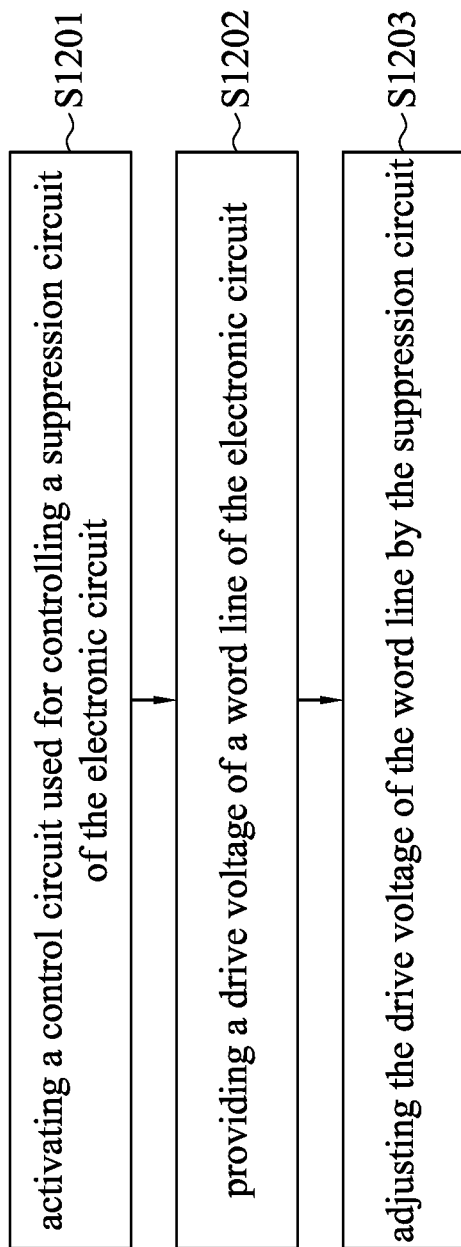 activating a control circuit used for controlling a suppression circuit
of the electronic circuit
S1201
providing a drive voltage of a word line of the electronic circuit
S1202
adjusting the drive voltage of the word line by the suppression circuit
S1203